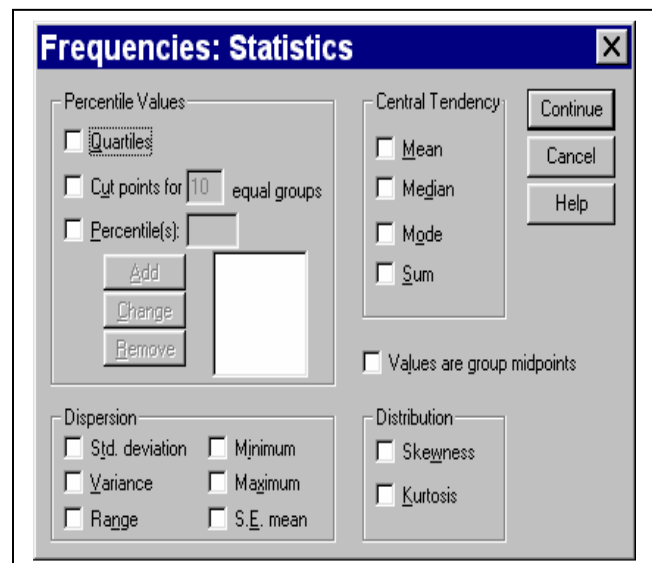 Frequencies: Statistics
Percentile Values
Quartiles
Cut points for 10 equal groups
Percentile(s):
Add
Change
Remove
Central Tendency
Mean
Median
Mode
Sum
Continue
Cancel
Help
Values are group midpoints
Dispersion
Std. deviation
Minimum
Variance
Maximum
Range
S.E. mean
Distribution
Skewness
Kurtosis